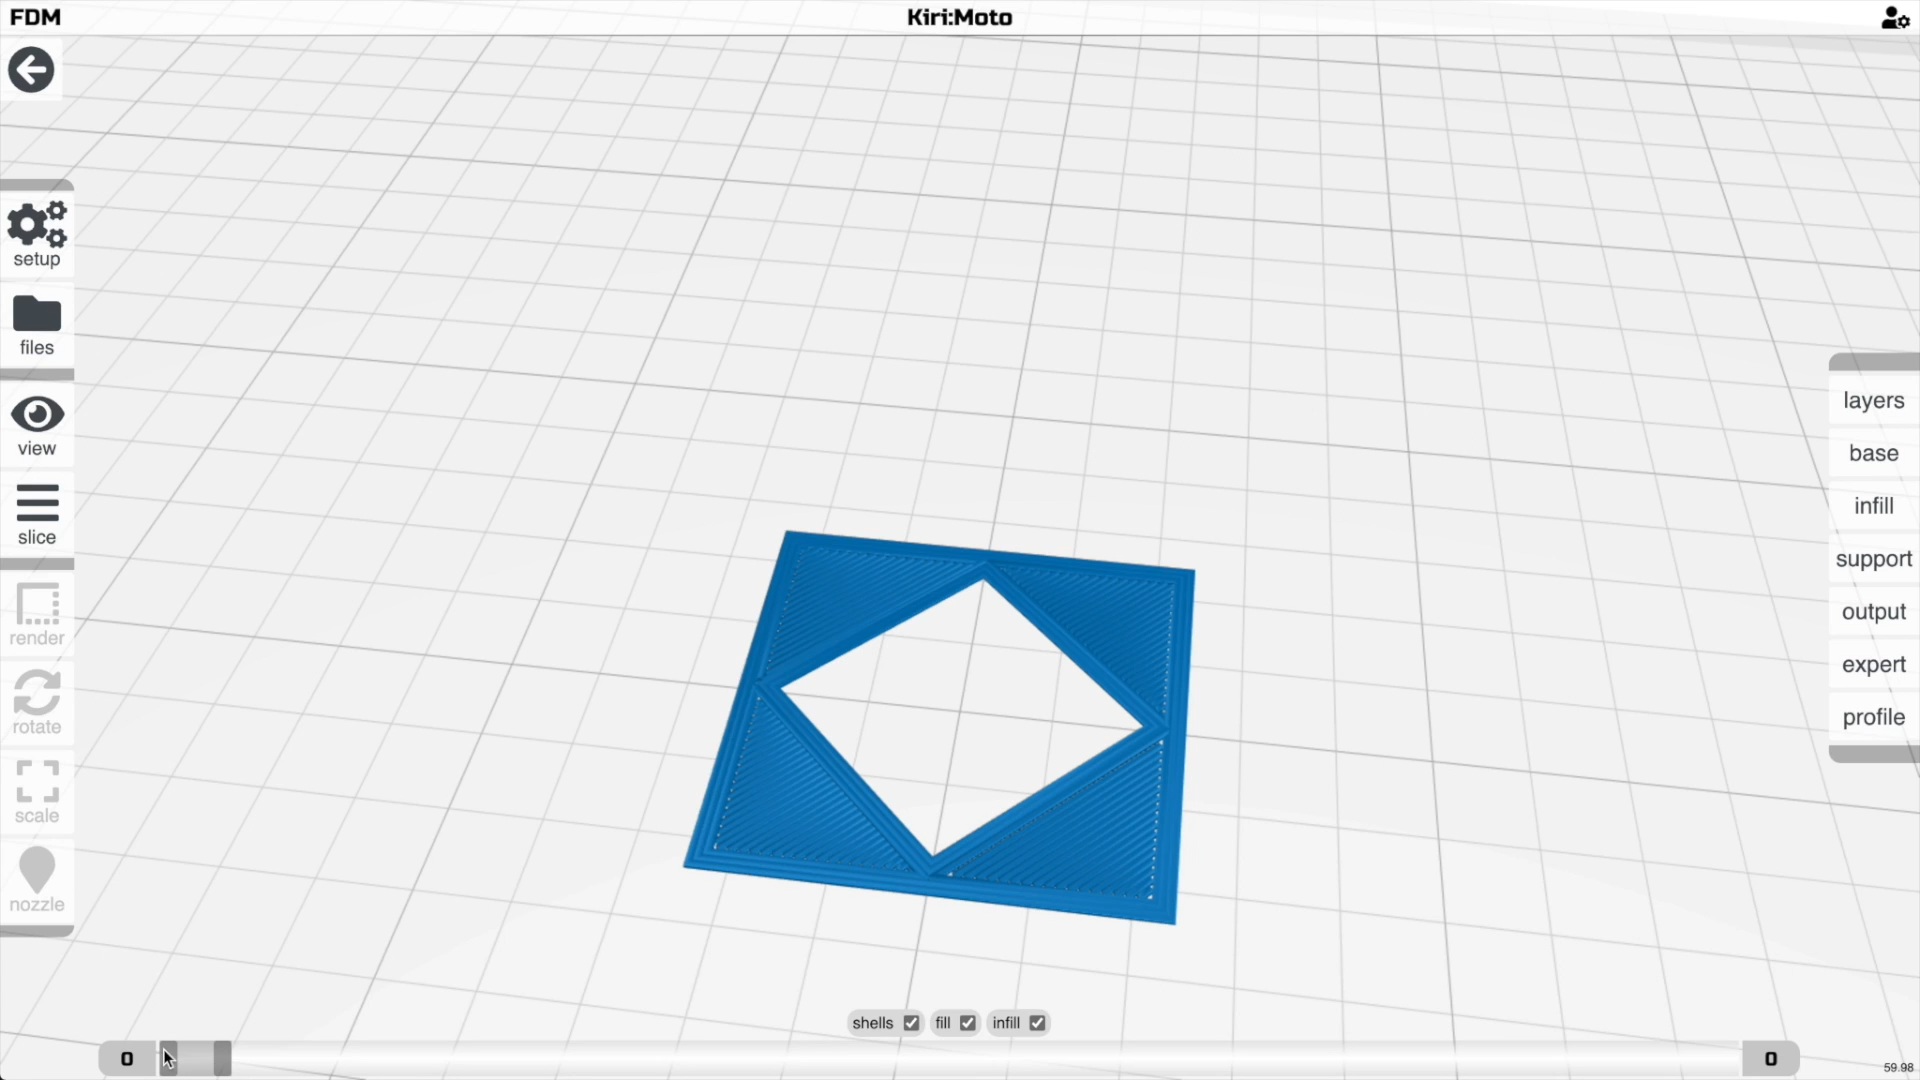 FDM
Kiri:Moto
setup
files
view
slice
render
rotate
scale
nozzle
layers
base
infill
support
output
expert
profile
shells
fill
infill
0
0
59.98